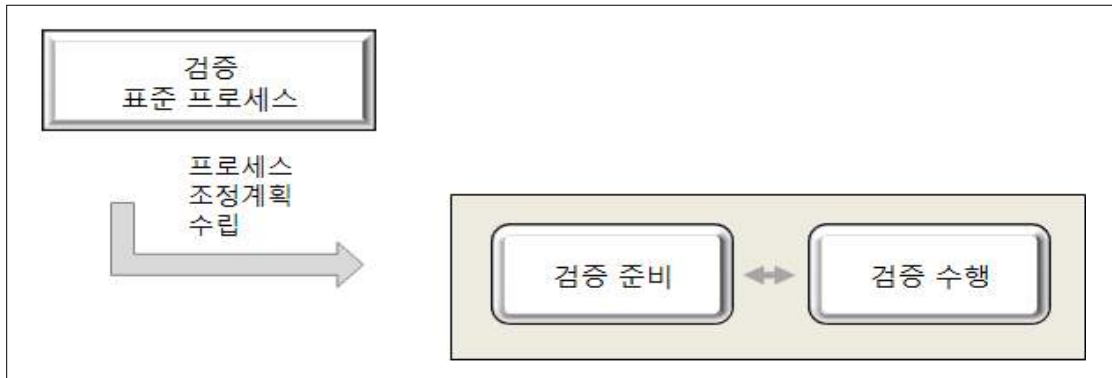 검증
표준 프로세스
프로세스
조정계획
수립
검증 준비
검증 수행